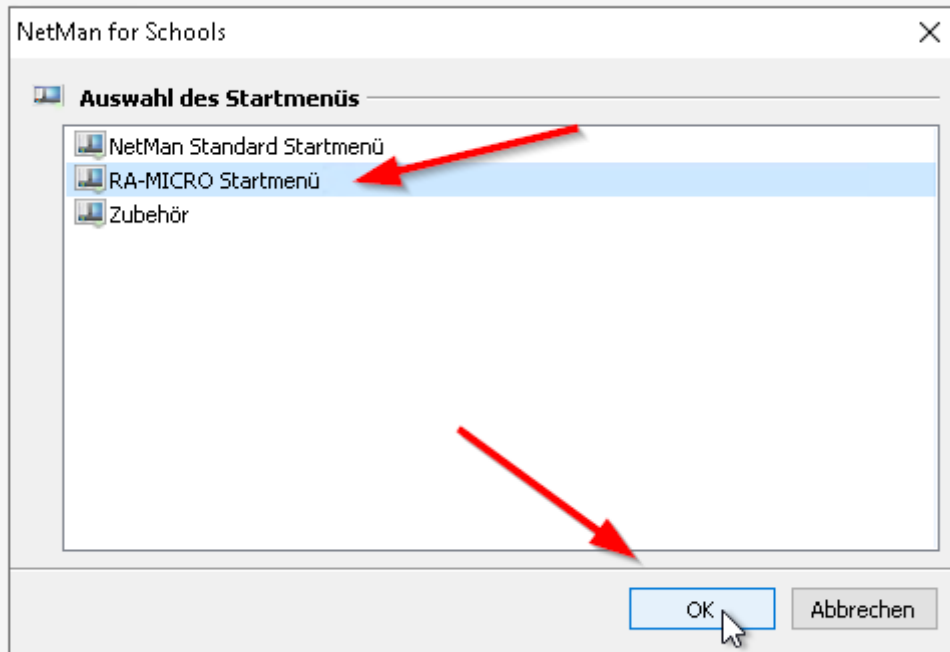 NetMan for Schools
Auswahl des Startmenüs
NetMan Standard Startmenü
RA-MICRO Startmenü
Zubehör
OK
Abbrechen